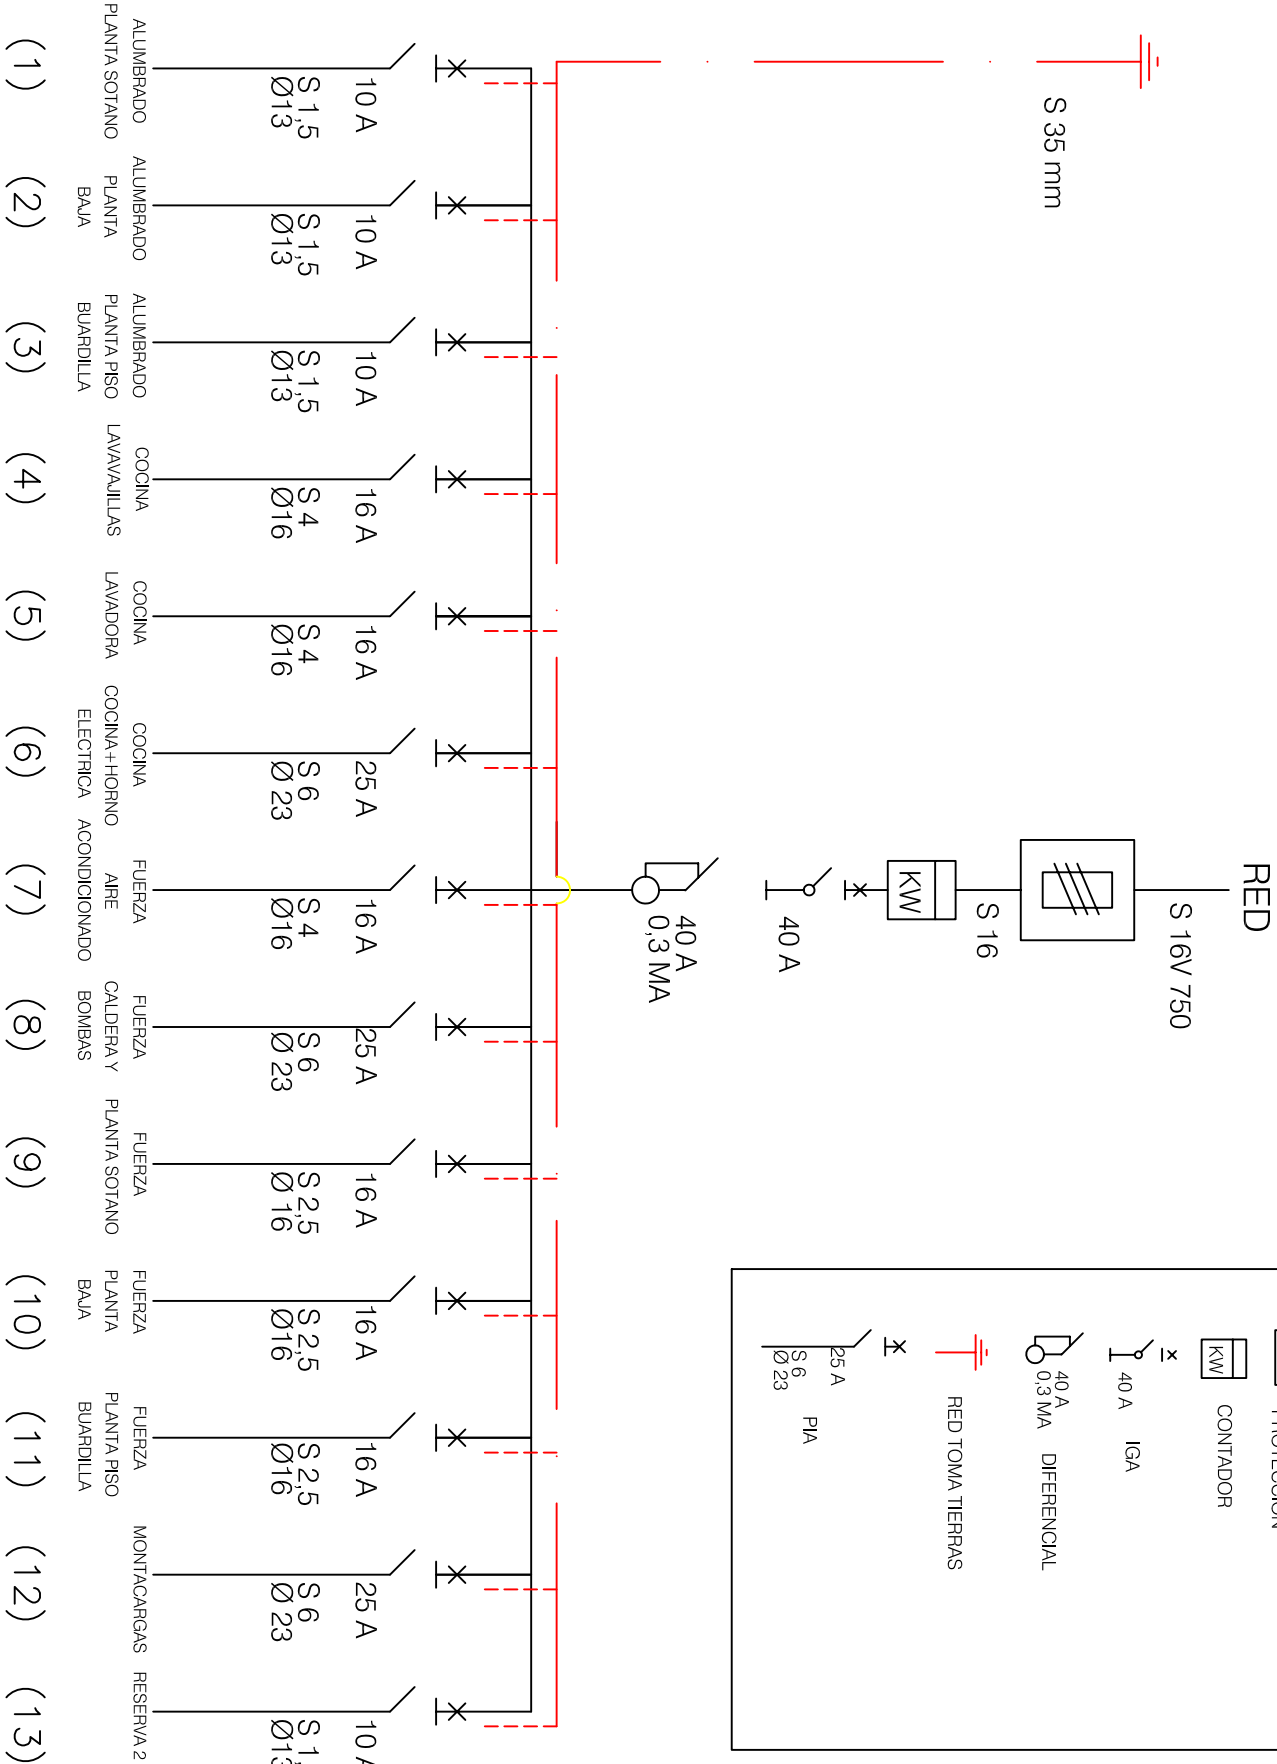 RED
S 16V 750
S 16
KW
40 A
40 A
0,3 MA
S 35 mm
10 A
S 1,5
Ø13
ALUMBRADO
PLANTA SOTANO
(1)
10 A
S 1,5
Ø13
ALUMBRADO
PLANTA
BAJA
(2)
10 A
S 1,5
Ø13
ALUMBRADO
PLANTA PISO
BUARDILLA
(3)
16 A
S 4
Ø16
COCINA
LAVAVAJILLAS
(4)
16 A
S 4
Ø16
COCINA
LAVADORA
(5)
25 A
S 6
Ø 23
COCINA
COCINA+HORNO
ELECTRICA
(6)
16 A
S 4
Ø16
FUERZA
AIRE
ACONDICIONADO
(7)
25 A
S 6
Ø 23
FUERZA
CALDERA Y
BOMBAS
(8)
16 A
S 2,5
Ø 16
FUERZA
PLANTA SOTANO
(9)
16 A
S 2,5
Ø16
FUERZA
PLANTA
BAJA
(10)
16 A
S 2,5
Ø16
FUERZA
PLANTA PISO
BUARDILLA
(11)
25 A
S 6
Ø 23
MONTACARGAS
(12)
10 A
S 1,
Ø13
RESERVA 2
(13)
PROTECCION
KW
CONTADOR
40 A
IGA
40 A
0,3 MA
DIFERENCIAL
RED TOMA TIERRAS
25 A
S 6
Ø 23
PIA